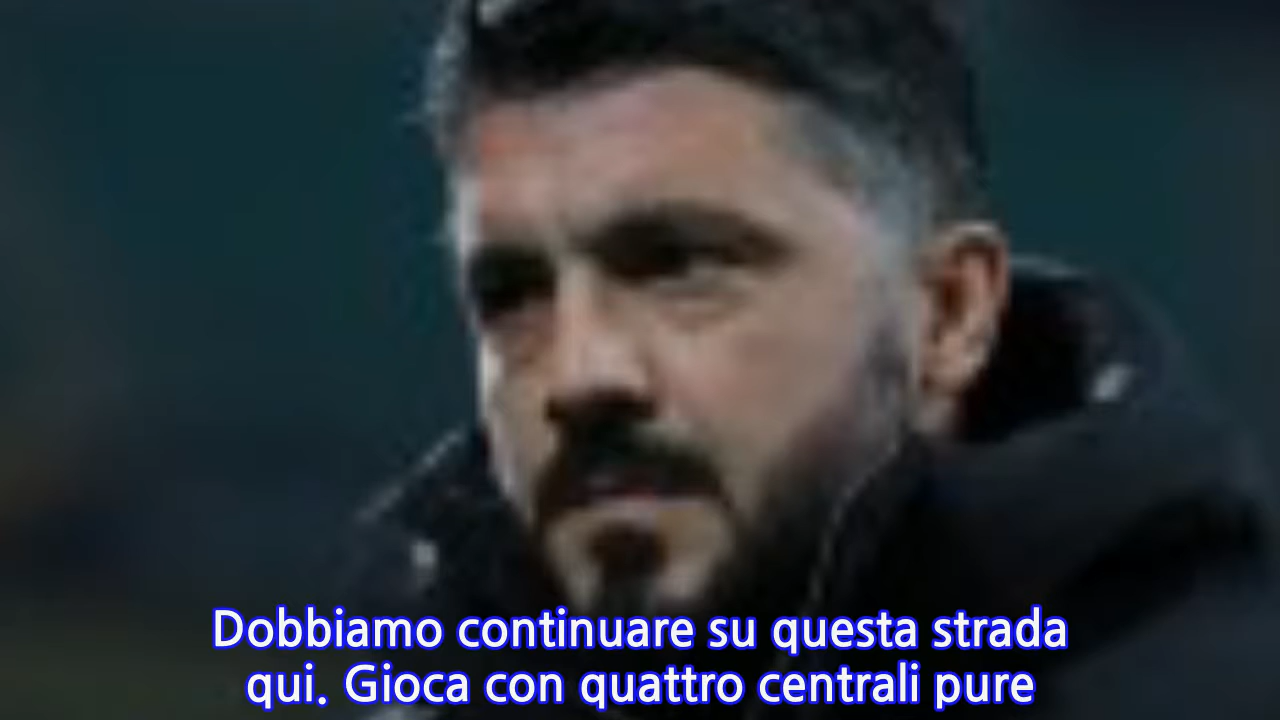 Dobbiamo continuare su questa strada
qui. Gioca con quattro centrali pure